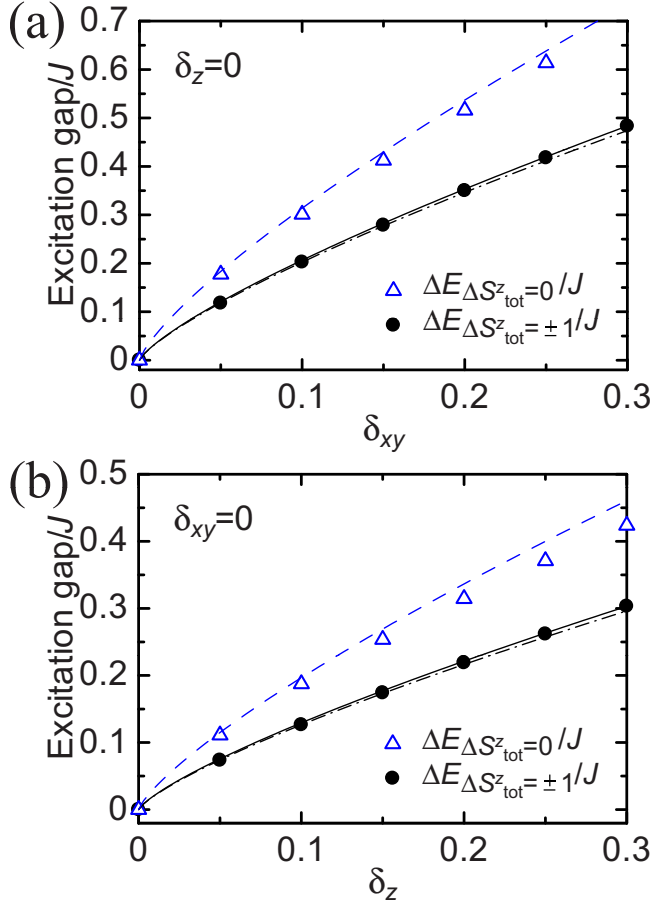 (a)
δz=0
Excitation gap/J
0.7
0.6
0.5
0.4
0.3
0.2
0.1
0
ΔEΔSztot=0/J
ΔEΔSztot=±1/J
0 0.1 0.2 0.3
δxy
(b)
δxy=0
Excitation gap/J
0.5
0.4
0.3
0.2
0.1
0
ΔEΔSztot=0/J
ΔEΔSztot=±1/J
0 0.1 0.2 0.3
δz